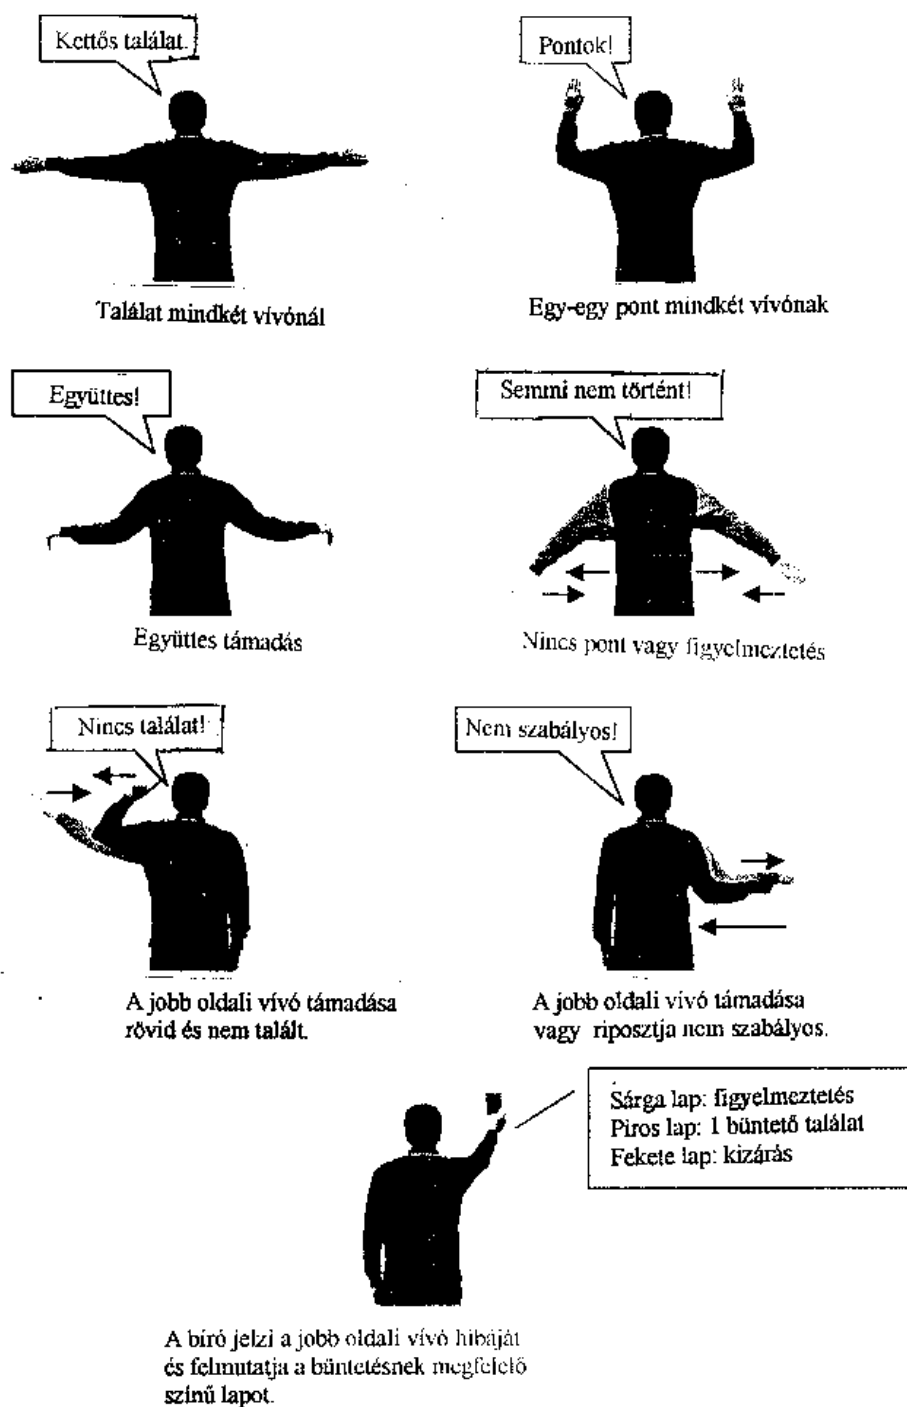 Kettős találat.
Pontok!
Találat mindkét vívónál
Egy-egy pont mindkét vívónak
Együttes!
Semmi nem történt!
Együttes támadás
Nincs pont vagy figyelmeztetés
Nincs találat!
Nem szabályos!
A jobb oldali vívó támadása
rövid és nem talált.
A jobb oldali vívó támadása
vagy riposztja nem szabályos.
Sárga lap: figyelmeztetés
Piros lap: 1 büntető találat
Fekete lap: kizárás
A bíró jelzi a jobb oldali vívó hibáját
és felmutatja a büntetésnek megfelelő
színű lapot.